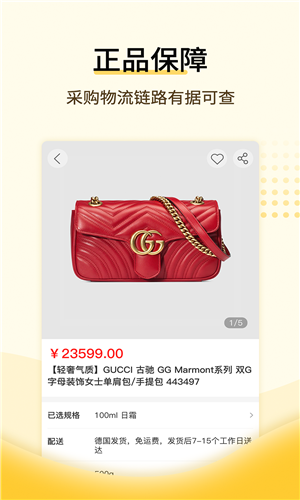 正品保障
采购物流链路有据可查
1/5
￥23599.00
【轻奢气质】GUCCI 古驰 GG Marmont系列 双G
字母装饰女士单肩包/手提包 443497
已选规格 100ml 日霜
配送 德国发货，免运费，发货后7-15个工作日送
达